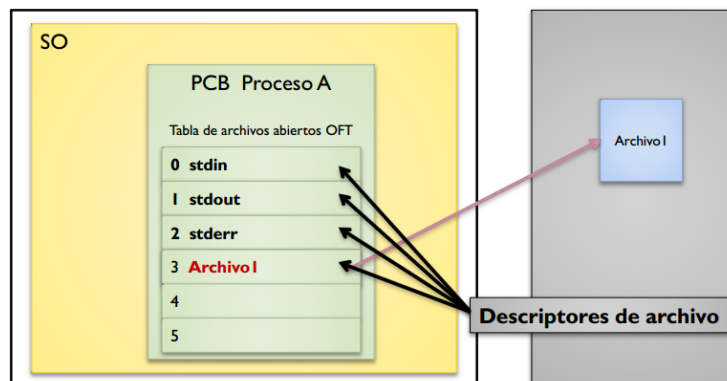 SO
PCB Proceso A
Tabla de archivos abiertos OFT
0 stdin
1 stdout
2 stderr
3 Archivo1
4
5
Archivo1
Descriptores de archivo